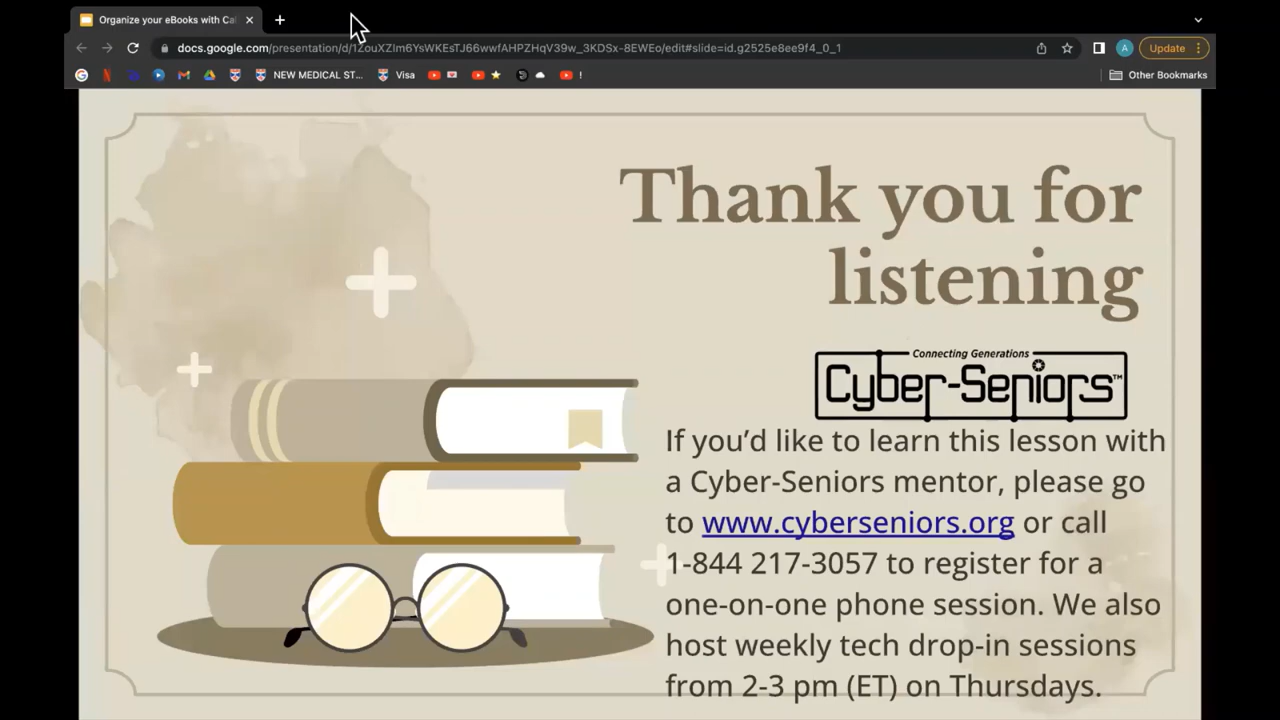 Organize your eBooks with Cal
docs.google.com/presentation/d/1ZouXZIm6YsWKEsTJ66wwfAHPZHqV39w_3KDSx-8EWEo/edit#slide=id.g2525e8ee9f4_0_1
A
Update
NEW MEDICAL ST...
Visa
!
Other Bookmarks
Thank you for
listening
Connecting Generations
Cyber-Seniors™
If you’d like to learn this lesson with
a Cyber-Seniors mentor, please go
to www.cyberseniors.org or call
1-844 217-3057 to register for a
one-on-one phone session. We also
host weekly tech drop-in sessions
from 2-3 pm (ET) on Thursdays.